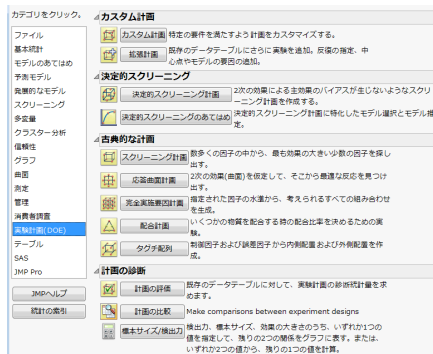 カテゴリをクリック。
ファイル
基本統計
モデルのあてはめ
予測モデル
発展的なモデル
スクリーニング
多変量
クラスター分析
信頼性
グラフ
曲面
測定
管理
消費者調査
実験計画(DOE)
テーブル
SAS
JMP Pro
JMPヘルプ
統計の索引
カスタム計画
カスタム計画 特定の要件を満たすよう計画をカスタマイズする。
拡張計画 既存のデータテーブルにさらに実験を追加。反復の指定、中
心点やモデルの要因の追加。
決定的スクリーニング
決定的スクリーニング計画 2次の効果による主効果のバイアスが生じないようなスクリ
ーニング計画を作成する。
決定的スクリーニングのあてはめ 決定的スクリーニング計画に特化したモデル選択とモデル推
定。
古典的な計画
スクリーニング計画 数多くの因子の中から、最も効果の大きい少数の因子を探し
出す。
応答曲面計画 2次の効果(曲面)を仮定して、そこから最適な反応を見つけ
出す。
完全実施要因計画 指定された因子の水準から、考えられるすべての組み合わせ
を生成。
配合計画 いくつかの物質を配合する時の配合比率を決めるための実
験。
タグチ配列 制御因子および誤差因子から内側配置および外側配置を作
成。
計画の診断
計画の評価 既存のデータテーブルに対して、実験計画の診断統計量を求
めます。
計画の比較 Make comparisons between experiment designs
標本サイズ/検出力 検出力、標本サイズ、効果の大きさのうち、いずれか1つの
値を指定して、残りの2つの関係をグラフに表す。または、
いずれか2つの値から、残りの1つの値を計算。